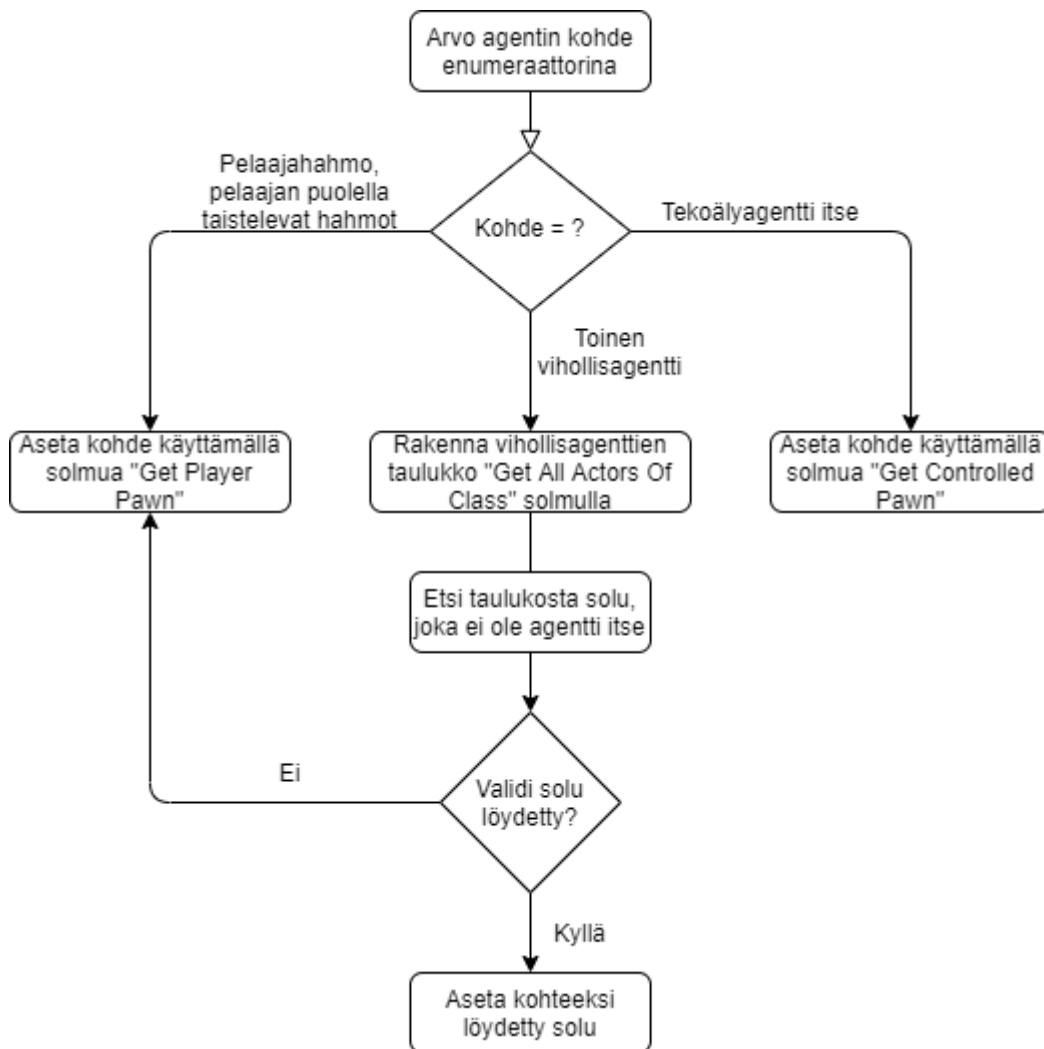 Arvo agentin kohde
enumeraattorina
Pelaajahahmo,
pelaajan puolella
taistelevat hahmot
Kohde = ?
Tekoälyagentti itse
Toinen
vihollisagentti
Aseta kohde käyttämällä
solmua "Get Player
Pawn"
Rakenna vihollisagenttien
taulukko "Get All Actors Of
Class" solmulla
Aseta kohde käyttämällä
solmua "Get Controlled
Pawn"
Etsi taulukosta solu,
joka ei ole agentti itse
Ei
Validi solu
löydetty?
Kyllä
Aseta kohteeksi
löydetty solu